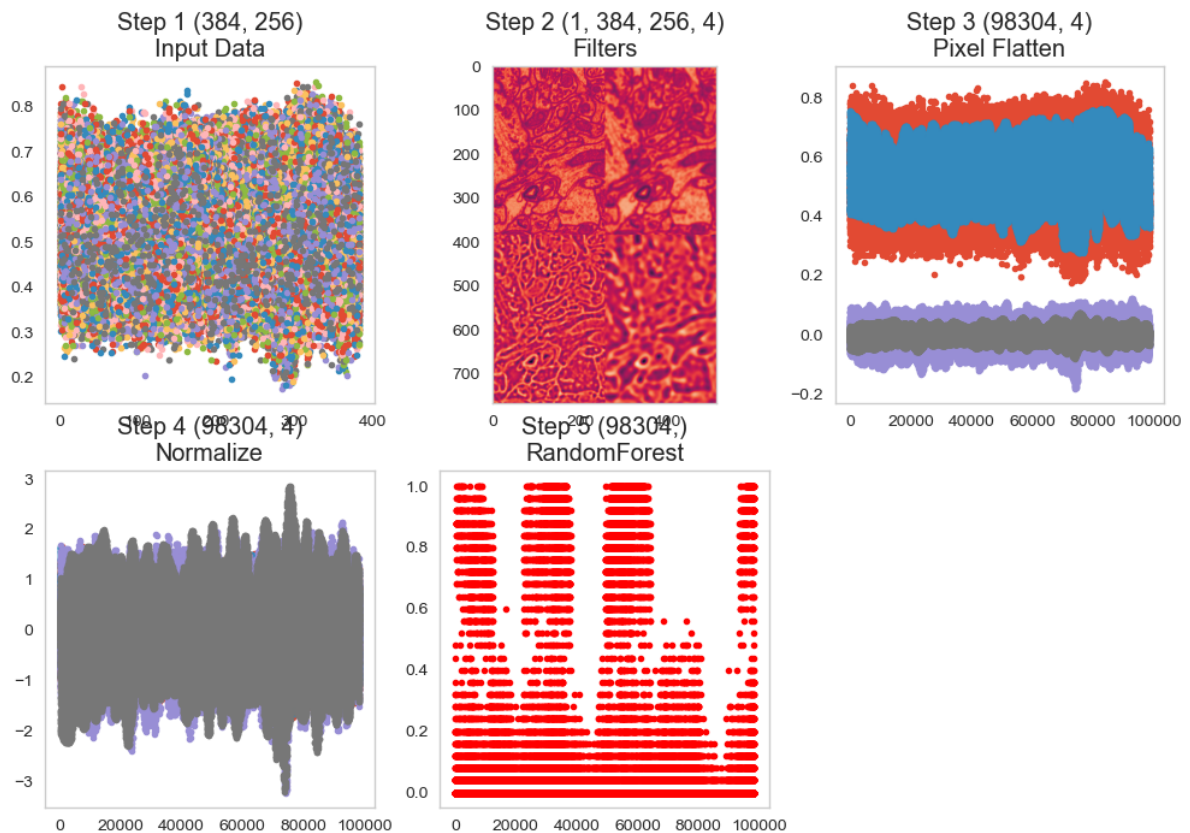 Step 1 (384, 256)
Input Data
0.8
0.7
0.6
0.5
0.4
0.3
0.2
0 100 200 300 400
Step 2 (1, 384, 256, 4)
Filters
0
100
200
300
400
500
600
700
0 200 400
Step 3 (98304, 4)
Pixel Flatten
0.8
0.6
0.4
0.2
0.0
−0.2
0 20000 40000 60000 80000 100000
Step 4 (98304, 4)
Normalize
3
2
1
0
−1
−2
−3
0 20000 40000 60000 80000 100000
Step 5 (98304,)
RandomForest
1.0
0.8
0.6
0.4
0.2
0.0
0 20000 40000 60000 80000 100000